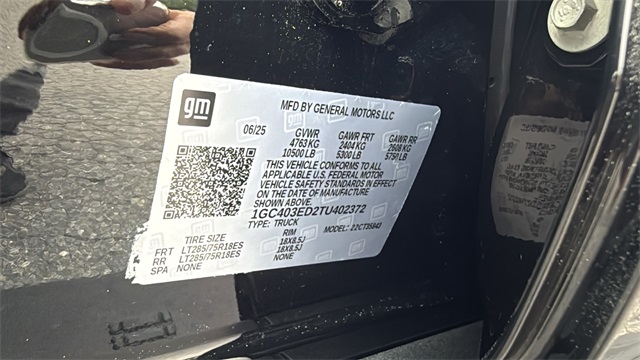 gm
MFD BY GENERAL MOTORS LLC
06/25 GVWR GAWR FRT GAWR RR
4763 KG 2404 KG 2608 KG
10500 LB 5300 LB 5751 LB
THIS VEHICLE CONFORMS TO ALL
APPLICABLE U.S. FEDERAL MOTOR
VEHICLE SAFETY STANDARDS IN EFFECT
ON THE DATE OF MANUFACTURE
SHOWN ABOVE.
1GC403ED2TU402372
TYPE: TRUCK MODEL:
TIRE SIZE RIM
FRT LT285/75R18ES 18X8.5J
RR LT285/75R18ES 18X8.5J
SPA NONE NONE